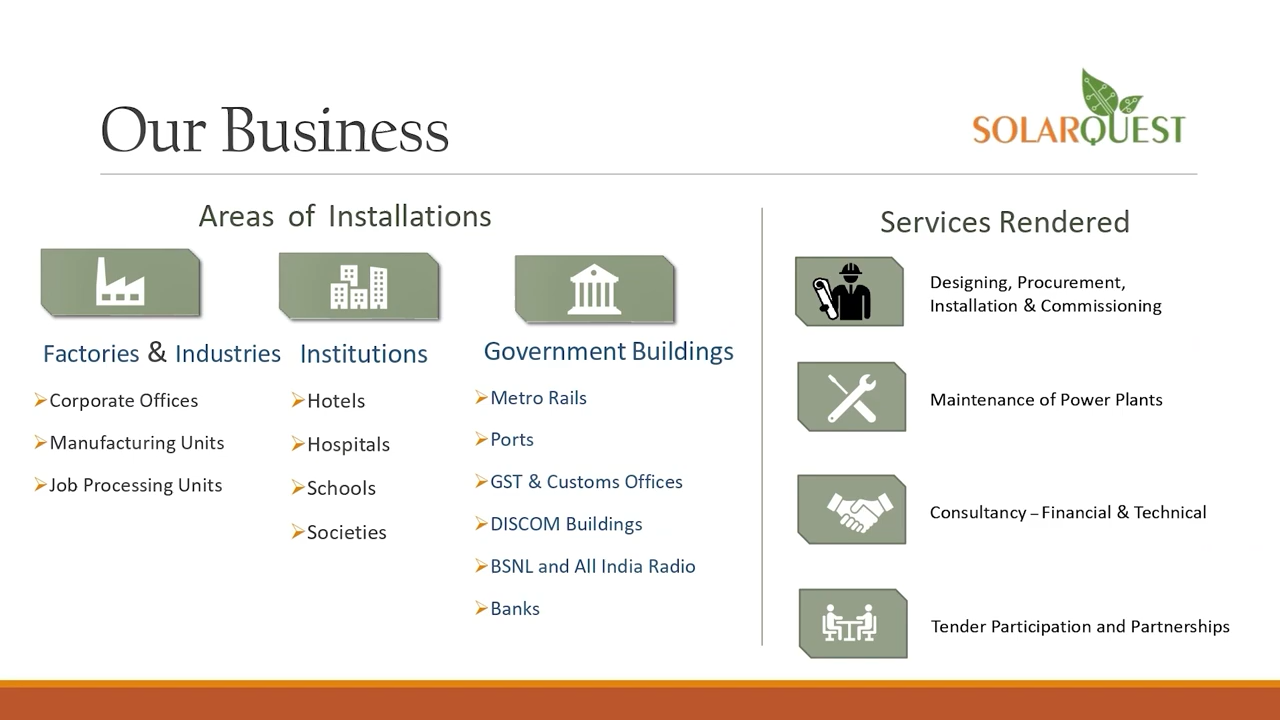 Our Business
SOLARQUEST
Areas of Installations
Factories & Industries
Corporate Offices
Manufacturing Units
Job Processing Units
Institutions
Hotels
Hospitals
Schools
Societies
Government Buildings
Metro Rails
Ports
GST & Customs Offices
DISCOM Buildings
BSNL and All India Radio
Banks
Services Rendered
Designing, Procurement,
Installation & Commissioning
Maintenance of Power Plants
Consultancy – Financial & Technical
Tender Participation and Partnerships